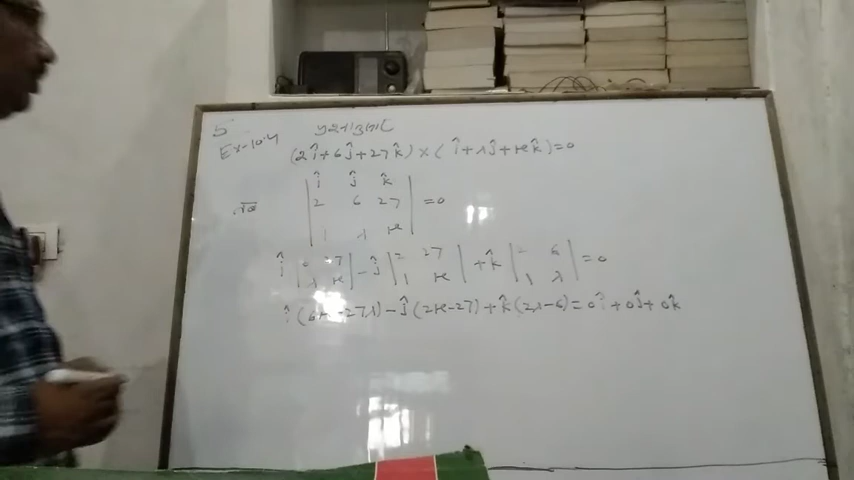 5
Ex-10.4
(2î+6ĵ+27k̂)×(î+λĵ+μk̂)=0
| î ĵ k̂ |
| 2 6 27 | =0
| 1 λ μ |
î | 6 27 | -ĵ | 2 27 | +k̂ | 2 6 | =0
| λ μ | | 1 μ | | 1 λ |
î(6μ-27λ)-ĵ(2μ-27)+k̂(2λ-6)=0î+0ĵ+0k̂